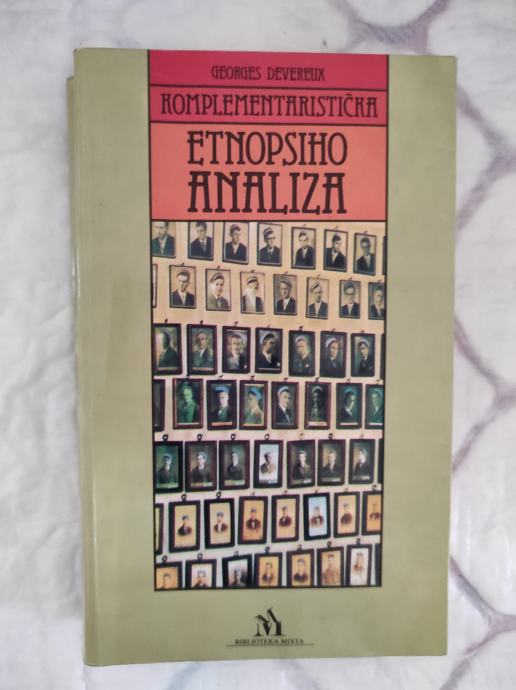 GEORGES DEVEREUX
KOMPLEMENTARISTIČKA
ETNOPSIHO
ANALIZA
M
BIBLIOTEKA MIXTA